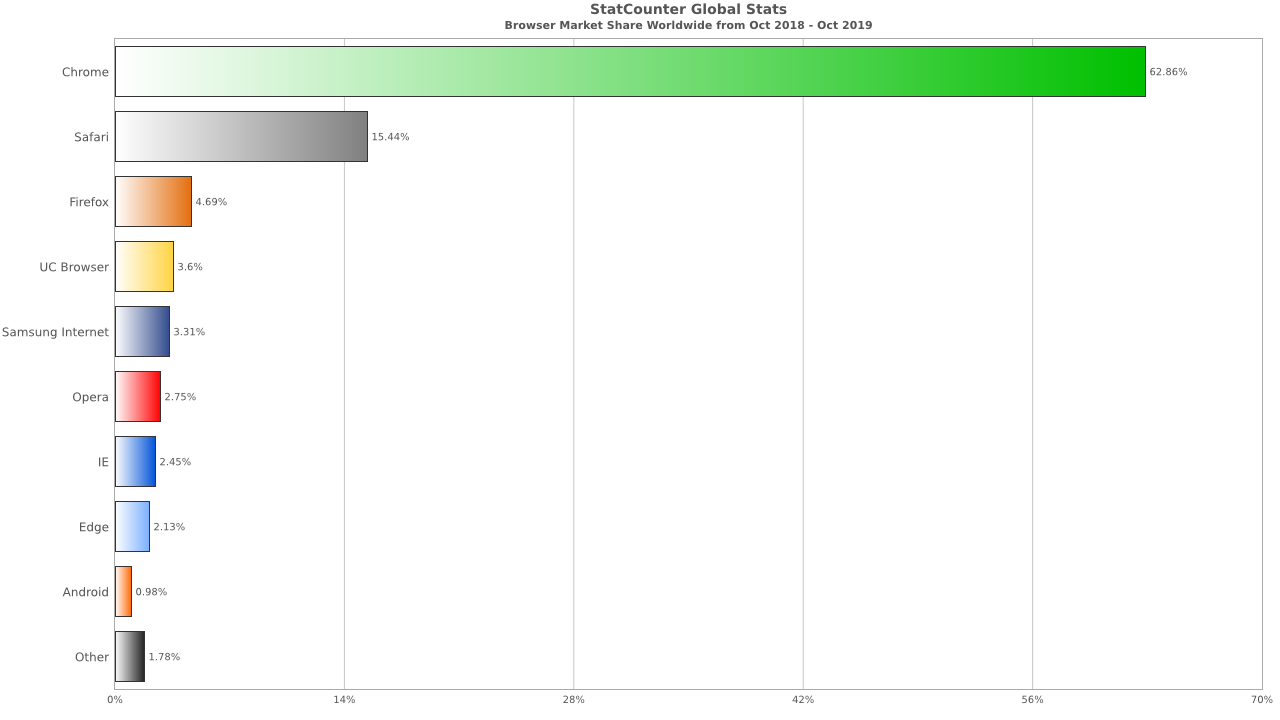 StatCounter Global Stats
Browser Market Share Worldwide from Oct 2018 - Oct 2019
Chrome 62.86%
Safari 15.44%
Firefox 4.69%
UC Browser 3.6%
Samsung Internet 3.31%
Opera 2.75%
IE 2.45%
Edge 2.13%
Android 0.98%
Other 1.78%
0% 14% 28% 42% 56% 70%